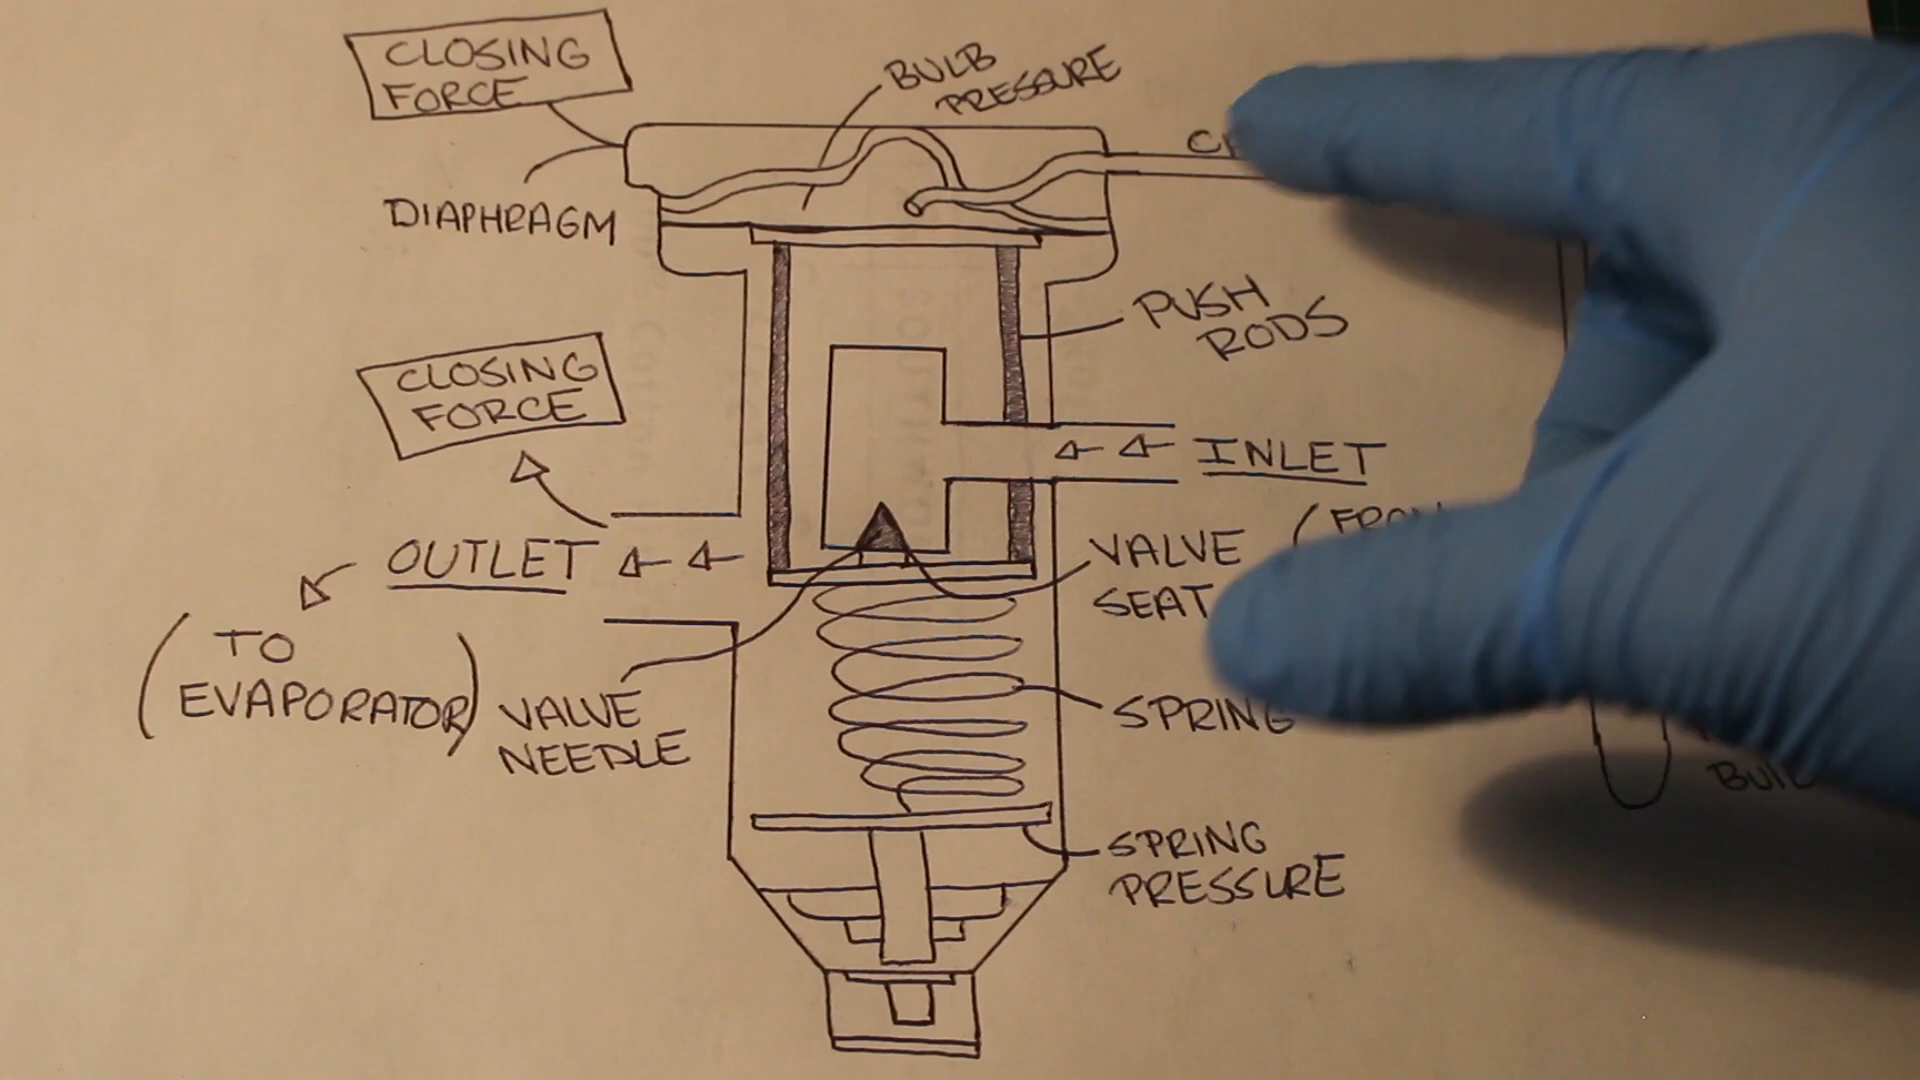 CLOSING
FORCE
BULB
PRESSURE
DIAPHRAGM
PUSH
RODS
CLOSING
FORCE
INLET
OUTLET
VALVE
SEAT
(TO
EVAPORATOR)
VALVE
NEEDLE
SPRING
SPRING
PRESSURE